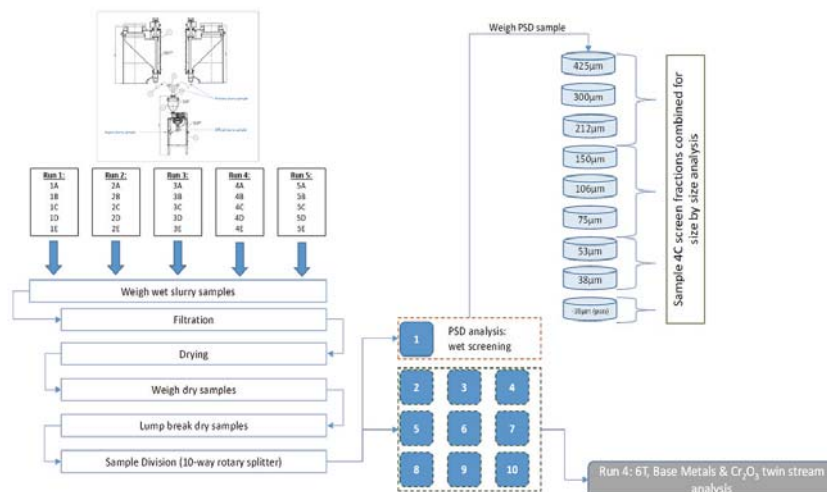 Weigh PSD sample
Run 1:
1A
1B
1C
1D
1E
Run 2:
2A
2B
2C
2D
2E
Run 3:
3A
3B
3C
3D
3E
Run 4:
4A
4B
4C
4D
4E
Run 5:
5A
5B
5C
5D
5E
Weigh wet slurry samples
Filtration
Drying
Weigh dry samples
Lump break dry samples
Sample Division (10-way rotary splitter)
1
PSD analysis:
wet screening
2 3 4
5 6 7
8 9 10
425µm
300µm
212µm
150µm
106µm
75µm
53µm
38µm
Sample 4C screen fractions combined for
size by size analysis
Run 4: 6T, Base Metals & Cr₂O₃ twin stream
analysis